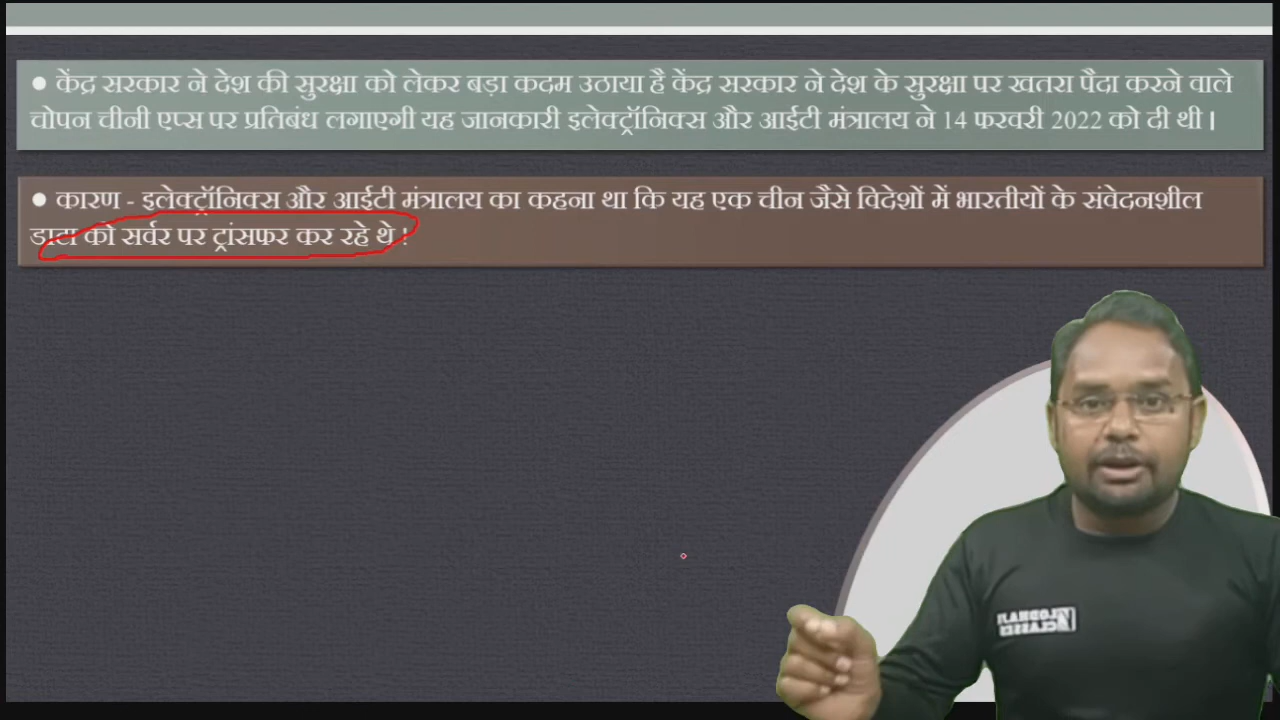 ● केंद्र सरकार ने देश की सुरक्षा को लेकर बड़ा कदम उठाया है केंद्र सरकार ने देश के सुरक्षा पर खतरा पैदा करने वाले
चोपन चीनी एप्स पर प्रतिबंध लगाएगी यह जानकारी इलेक्ट्रॉनिक्स और आईटी मंत्रालय ने 14 फरवरी 2022 को दी थी |
● कारण - इलेक्ट्रॉनिक्स और आईटी मंत्रालय का कहना था कि यह एक चीन जैसे विदेशों में भारतीयों के संवेदनशील
डाटा को सर्वर पर ट्रांसफर कर रहे थे |